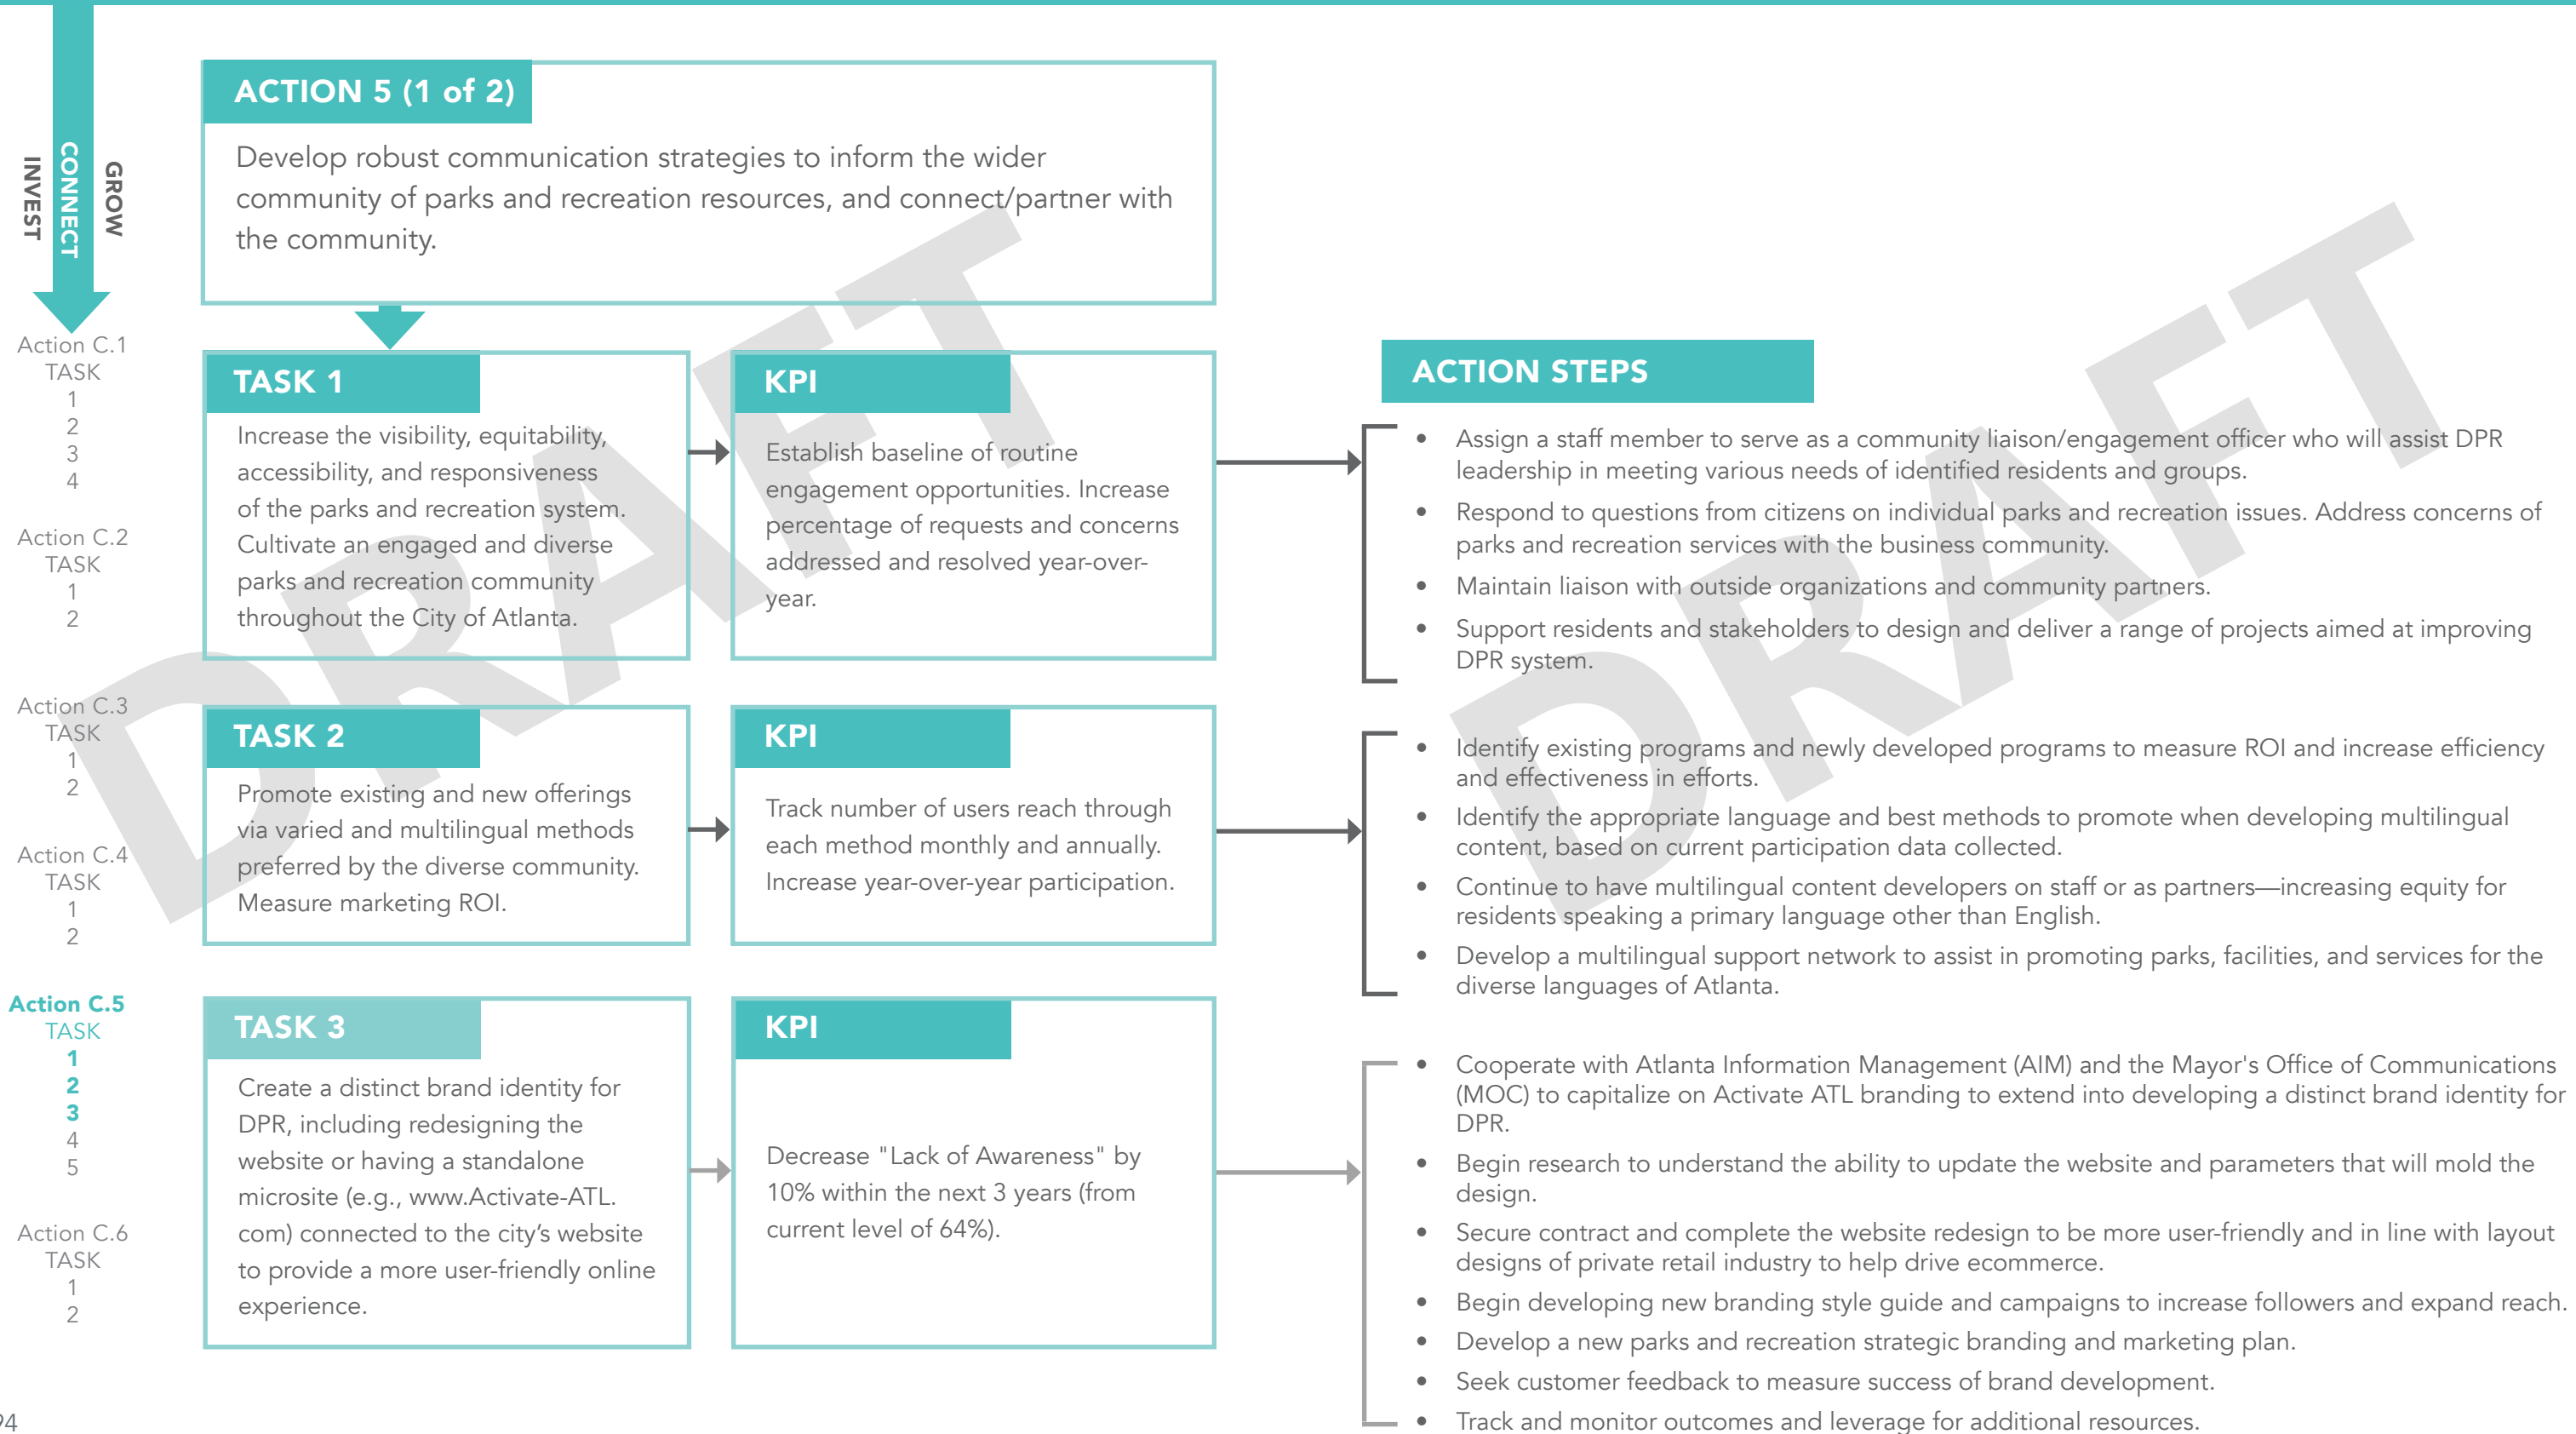 GROW
CONNECT
INVEST
ACTION 5 (1 of 2)
Develop robust communication strategies to inform the wider
community of parks and recreation resources, and connect/partner with
the community.
Action C.1
TASK
1
2
3
4
Action C.2
TASK
1
2
Action C.3
TASK
1
2
Action C.4
TASK
1
2
Action C.5
TASK
1
2
3
4
5
Action C.6
TASK
1
2
TASK 1
Increase the visibility, equitability,
accessibility, and responsiveness
of the parks and recreation system.
Cultivate an engaged and diverse
parks and recreation community
throughout the City of Atlanta.
KPI
Establish baseline of routine
engagement opportunities. Increase
percentage of requests and concerns
addressed and resolved year-over-
year.
ACTION STEPS
• Assign a staff member to serve as a community liaison/engagement officer who will assist DPR
leadership in meeting various needs of identified residents and groups.
• Respond to questions from citizens on individual parks and recreation issues. Address concerns of
parks and recreation services with the business community.
• Maintain liaison with outside organizations and community partners.
• Support residents and stakeholders to design and deliver a range of projects aimed at improving
DPR system.
TASK 2
Promote existing and new offerings
via varied and multilingual methods
preferred by the diverse community.
Measure marketing ROI.
KPI
Track number of users reach through
each method monthly and annually.
Increase year-over-year participation.
• Identify existing programs and newly developed programs to measure ROI and increase efficiency
and effectiveness in efforts.
• Identify the appropriate language and best methods to promote when developing multilingual
content, based on current participation data collected.
• Continue to have multilingual content developers on staff or as partners—increasing equity for
residents speaking a primary language other than English.
• Develop a multilingual support network to assist in promoting parks, facilities, and services for the
diverse languages of Atlanta.
TASK 3
Create a distinct brand identity for
DPR, including redesigning the
website or having a standalone
microsite (e.g., www.Activate-ATL.
com) connected to the city’s website
to provide a more user-friendly online
experience.
KPI
Decrease "Lack of Awareness" by
10% within the next 3 years (from
current level of 64%).
• Cooperate with Atlanta Information Management (AIM) and the Mayor's Office of Communications
(MOC) to capitalize on Activate ATL branding to extend into developing a distinct brand identity for
DPR.
• Begin research to understand the ability to update the website and parameters that will mold the
design.
• Secure contract and complete the website redesign to be more user-friendly and in line with layout
designs of private retail industry to help drive ecommerce.
• Begin developing new branding style guide and campaigns to increase followers and expand reach.
• Develop a new parks and recreation strategic branding and marketing plan.
• Seek customer feedback to measure success of brand development.
• Track and monitor outcomes and leverage for additional resources.
94
DRAFT
DRAFT